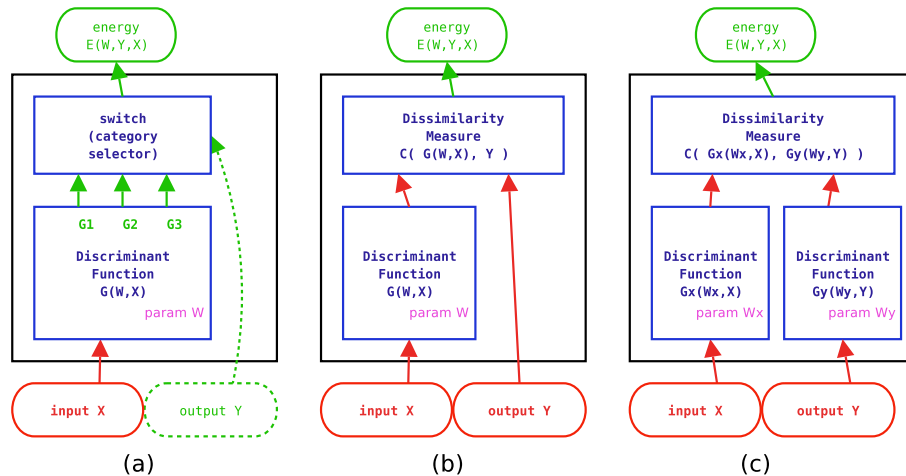 energy
E(W,Y,X)
switch
(category
selector)
G1 G2 G3
Discriminant
Function
G(W,X)
param W
input X
output Y
(a)
energy
E(W,Y,X)
Dissimilarity
Measure
C( G(W,X), Y )
Discriminant
Function
G(W,X)
param W
input X
output Y
(b)
energy
E(W,Y,X)
Dissimilarity
Measure
C( Gx(Wx,X), Gy(Wy,Y) )
Discriminant
Function
Gx(Wx,X)
param Wx
Discriminant
Function
Gy(Wy,Y)
param Wy
input X
output Y
(c)